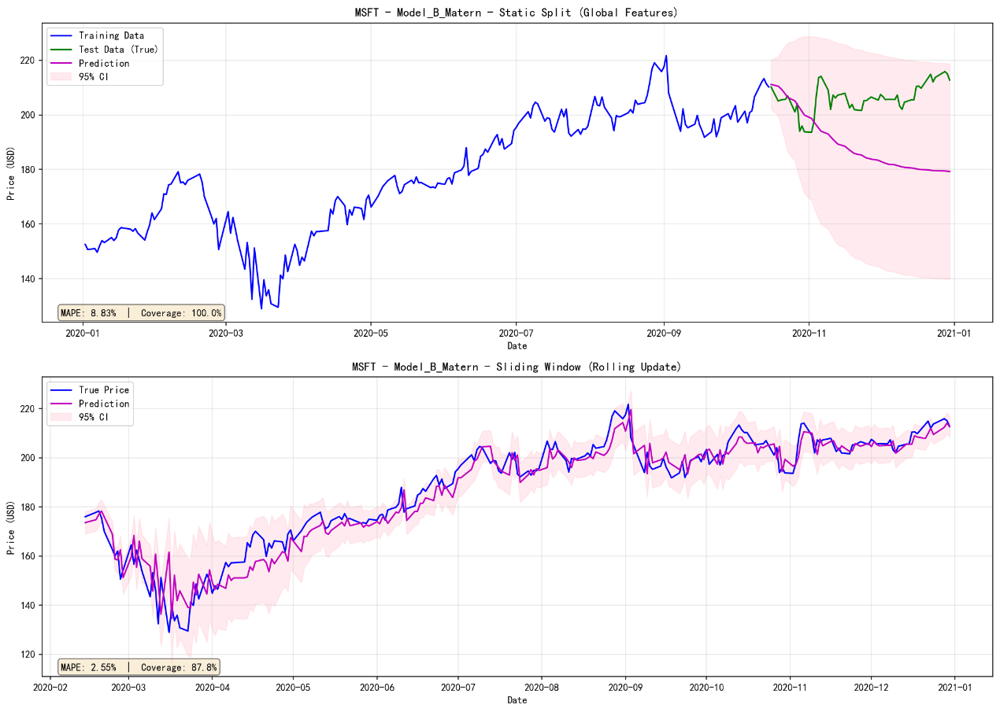 MSFT - Model_B_Matern - Static Split (Global Features)
Training Data
Test Data (True)
Prediction
95% CI
220
200
180
160
140
Price (USD)
MAPE: 8.83% | Coverage: 100.0%
2020-01
2020-03
2020-05
2020-07
2020-09
2020-11
2021-01
Date
MSFT - Model_B_Matern - Sliding Window (Rolling Update)
True Price
Prediction
95% CI
220
200
180
160
140
120
Price (USD)
MAPE: 2.55% | Coverage: 87.8%
2020-02
2020-03
2020-04
2020-05
2020-06
2020-07
2020-08
2020-09
2020-10
2020-11
2020-12
2021-01
Date